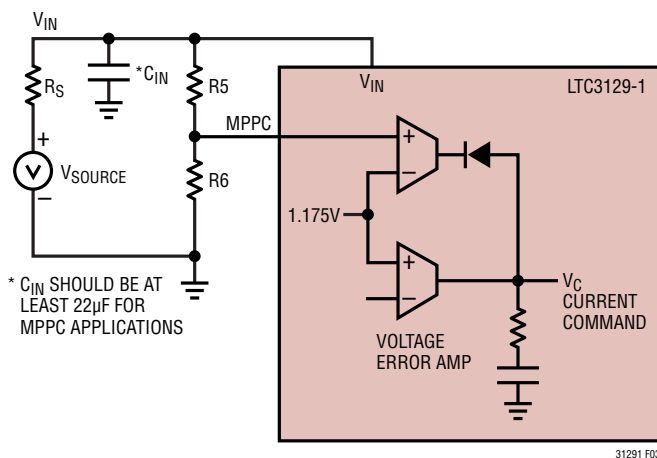 VIN
RS
*CIN
R5
VIN
LTC3129-1
MPPC
+
–
+
V
VSOURCE
–
R6
1.175V
+
–
VC
CURRENT
COMMAND
VOLTAGE
ERROR AMP
* CIN SHOULD BE AT
LEAST 22µF FOR
MPPC APPLICATIONS
31291 F03